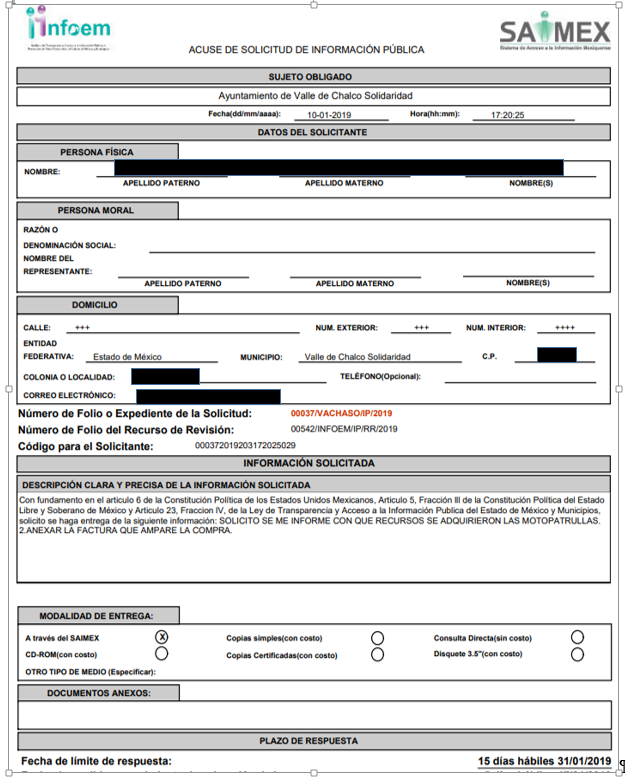 infoem
SAIMEX
Sistema de Acceso a la Información Mexiquense
ACUSE DE SOLICITUD DE INFORMACIÓN PÚBLICA
SUJETO OBLIGADO
Ayuntamiento de Valle de Chalco Solidaridad
Fecha(dd/mm/aaaa): 10-01-2019 Hora(hh:mm): 17:20:25
DATOS DEL SOLICITANTE
PERSONA FÍSICA
NOMBRE:
APELLIDO PATERNO APELLIDO MATERNO NOMBRE(S)
PERSONA MORAL
RAZÓN O
DENOMINACIÓN SOCIAL:
NOMBRE DEL
REPRESENTANTE:
APELLIDO PATERNO APELLIDO MATERNO NOMBRE(S)
DOMICILIO
CALLE: +++ NUM. EXTERIOR: +++ NUM. INTERIOR: ++++
ENTIDAD
FEDERATIVA: Estado de México MUNICIPIO: Valle de Chalco Solidaridad C.P.
COLONIA O LOCALIDAD: TELÉFONO(Opcional):
CORREO ELECTRÓNICO:
Número de Folio o Expediente de la Solicitud: 00037/VACHASO/IP/2019
Número de Folio del Recurso de Revisión: 00542/INFOEM/IP/RR/2019
Código para el Solicitante: 000372019203172025029
INFORMACIÓN SOLICITADA
DESCRIPCIÓN CLARA Y PRECISA DE LA INFORMACIÓN SOLICITADA
Con fundamento en el articulo 6 de la Constitución Política de los Estados Unidos Mexicanos, Articulo 5, Fracción III de la Constitución Política del Estado
Libre y Soberano de México y Articulo 23, Fraccion IV, de la Ley de Transparencia y Acceso a la Información Publica del Estado de México y Municipios,
solicito se haga entrega de la siguiente información: SOLICITO SE ME INFORME CON QUE RECURSOS SE ADQUIRIERON LAS MOTOPATRULLAS.
2.ANEXAR LA FACTURA QUE AMPARE LA COMPRA.
MODALIDAD DE ENTREGA:
A través del SAIMEX X Copias simples(con costo) Consulta Directa(sin costo)
CD-ROM(con costo) Copias Certificadas(con costo) Disquete 3.5"(con costo)
OTRO TIPO DE MEDIO (Especificar):
DOCUMENTOS ANEXOS:
PLAZO DE RESPUESTA
Fecha de límite de respuesta: 15 días hábiles 31/01/2019